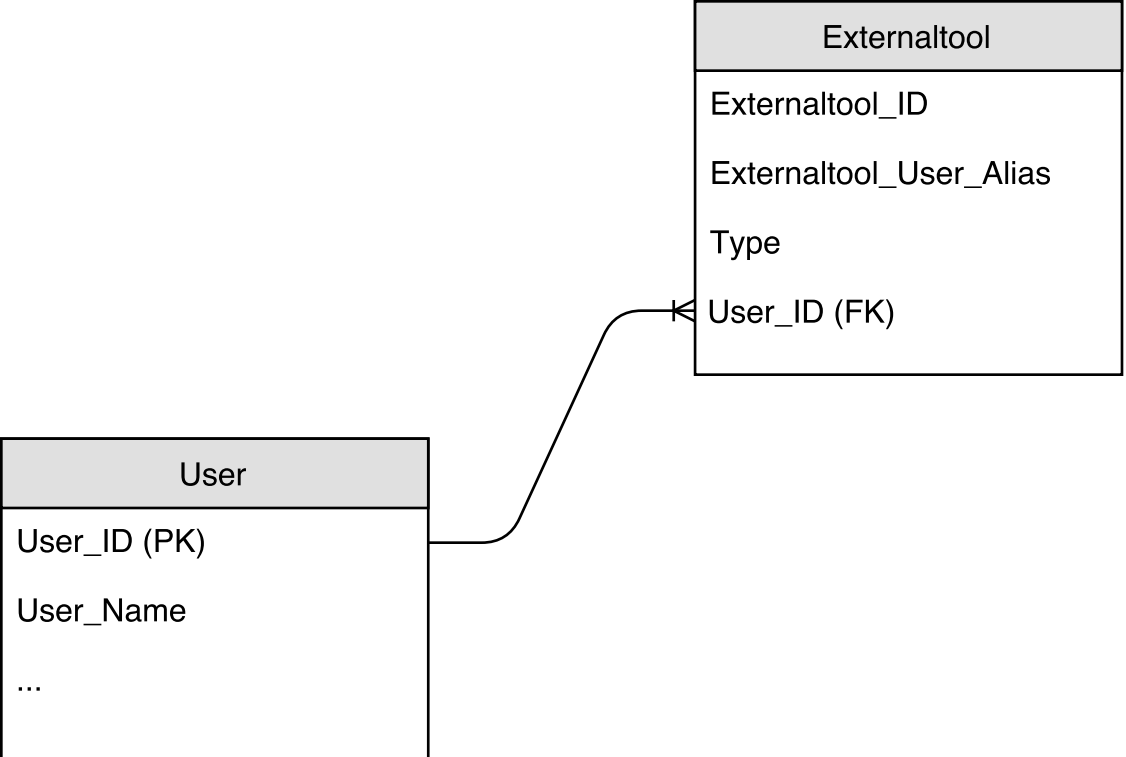 Externaltool
Externaltool_ID
Externaltool_User_Alias
Type
User_ID (FK)
User
User_ID (PK)
User_Name
...